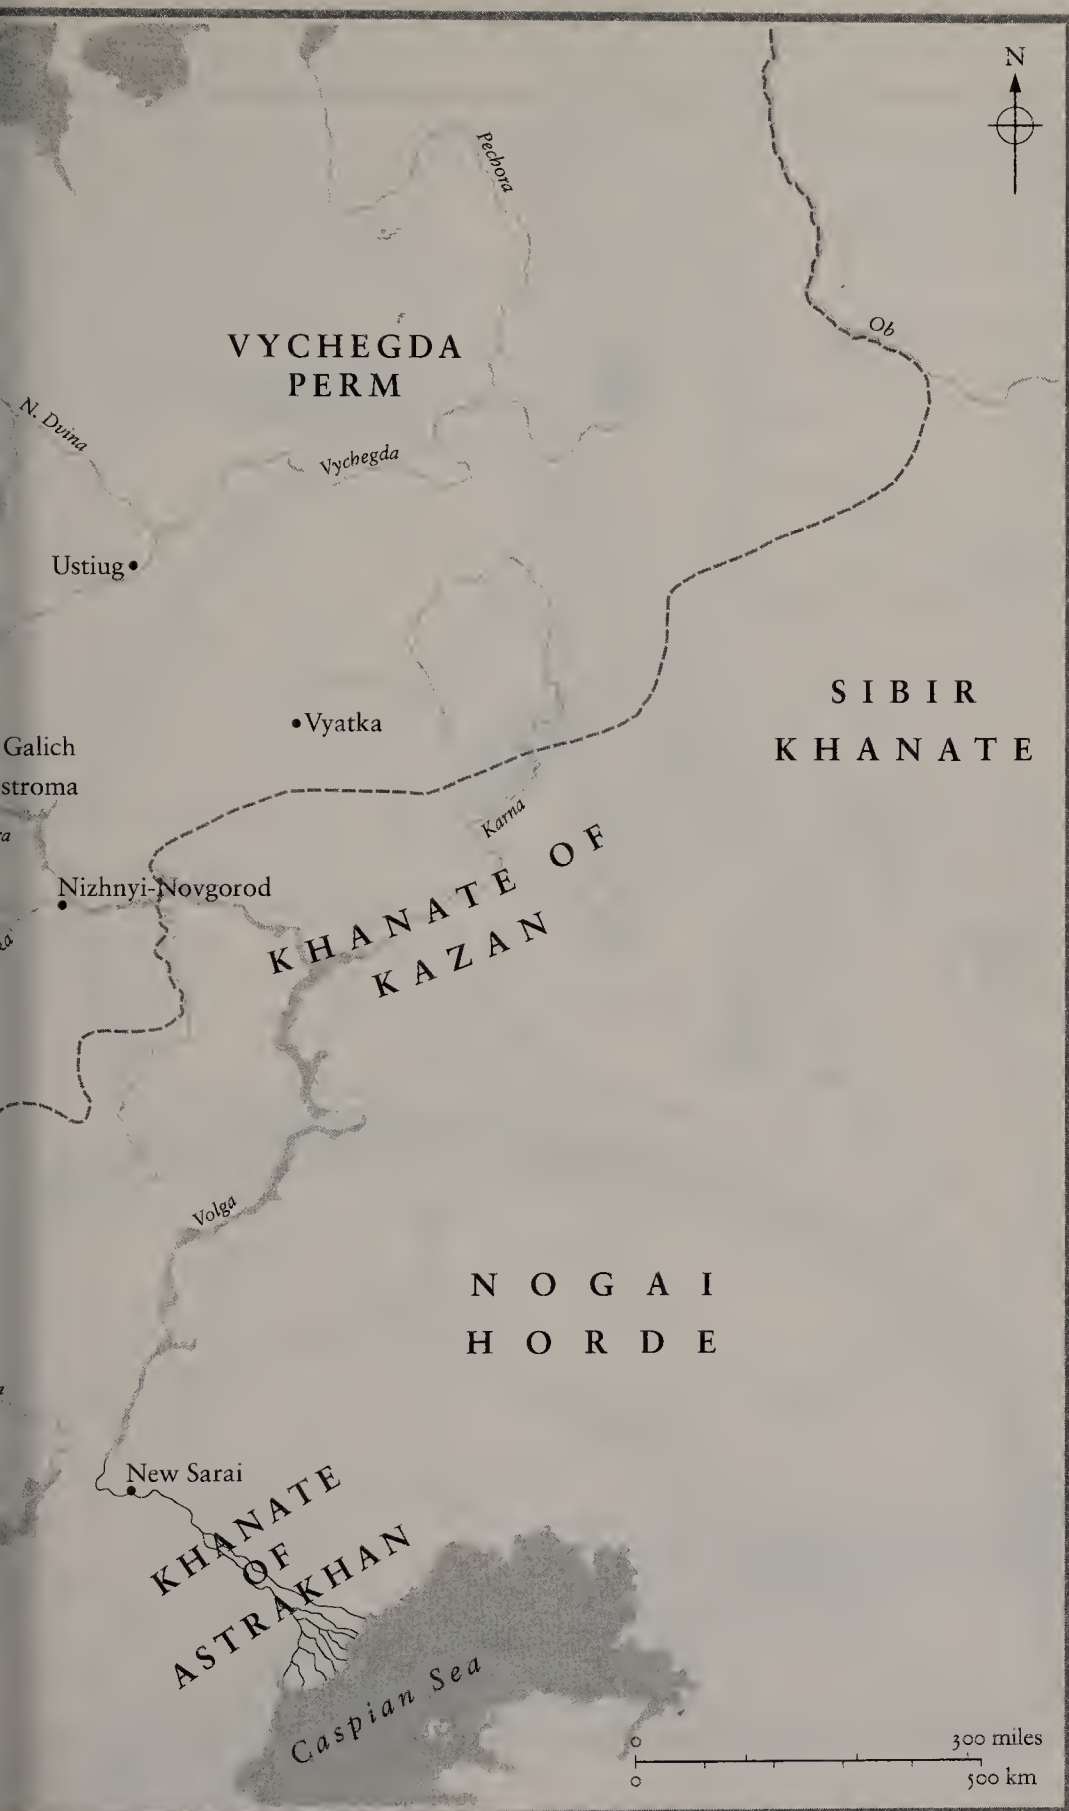 N
Pechora
Ob
VYCHEGDA
PERM
N. Dvina
Vychegda
Ustiug
SIBIR
KHANATE
Vyatka
Galich
stroma
Karna
KHANATE OF
KAZAN
Nizhnyi-Novgorod
Volga
NOGAI
HORDE
New Sarai
KHANATE
OF
ASTRAKHAN
Caspian Sea
0 300 miles
0 500 km